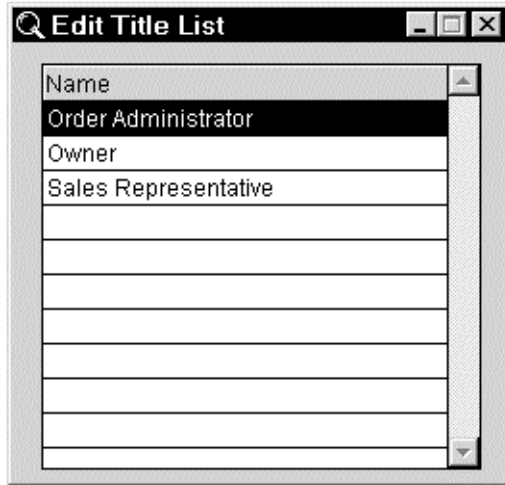 Edit Title List
Name
Order Administrator
Owner
Sales Representative